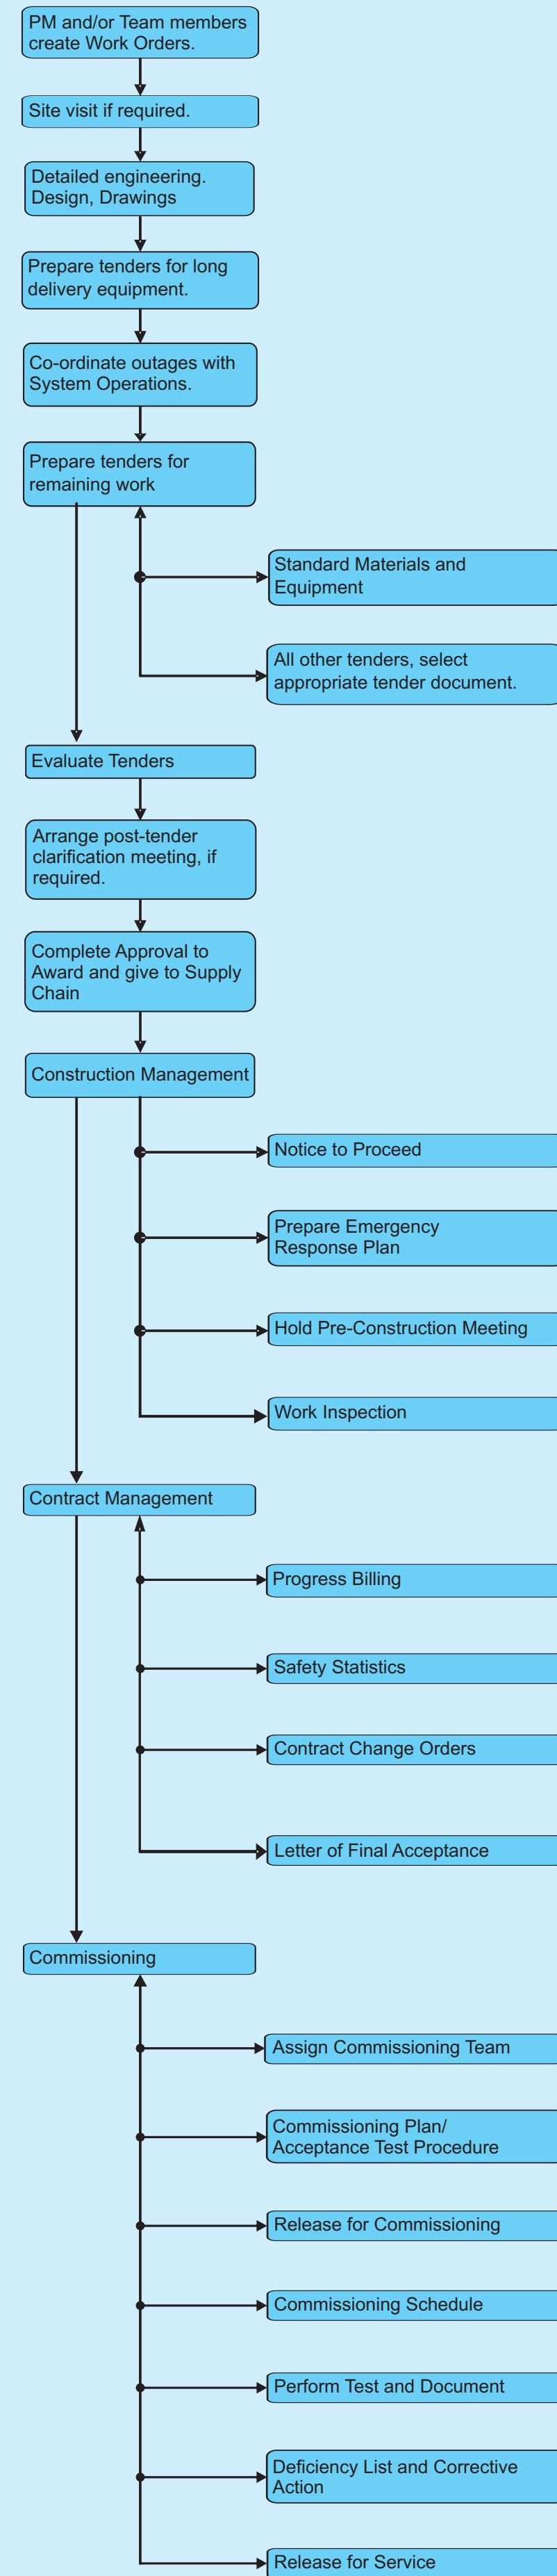 PM and/or Team members
create Work Orders.
Site visit if required.
Detailed engineering.
Design, Drawings
Prepare tenders for long
delivery equipment.
Co-ordinate outages with
System Operations.
Prepare tenders for
remaining work
Standard Materials and
Equipment
All other tenders, select
appropriate tender document.
Evaluate Tenders
Arrange post-tender
clarification meeting, if
required.
Complete Approval to
Award and give to Supply
Chain
Construction Management
Notice to Proceed
Prepare Emergency
Response Plan
Hold Pre-Construction Meeting
Work Inspection
Contract Management
Progress Billing
Safety Statistics
Contract Change Orders
Letter of Final Acceptance
Commissioning
Assign Commissioning Team
Commissioning Plan/
Acceptance Test Procedure
Release for Commissioning
Commissioning Schedule
Perform Test and Document
Deficiency List and Corrective
Action
Release for Service